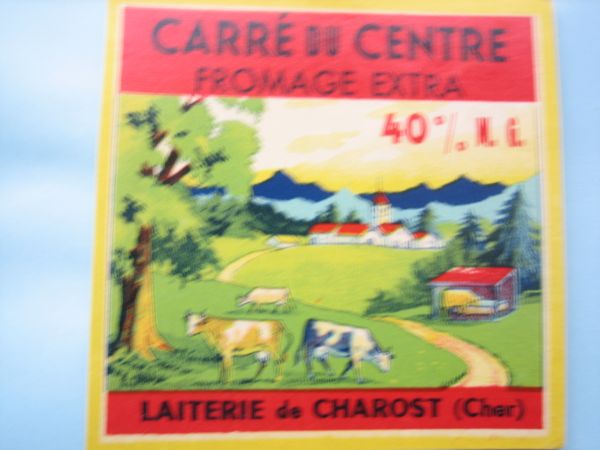 CARRÉ DU CENTRE
FROMAGE EXTRA
40% M. G.
LAITERIE de CHAROST (Cher)